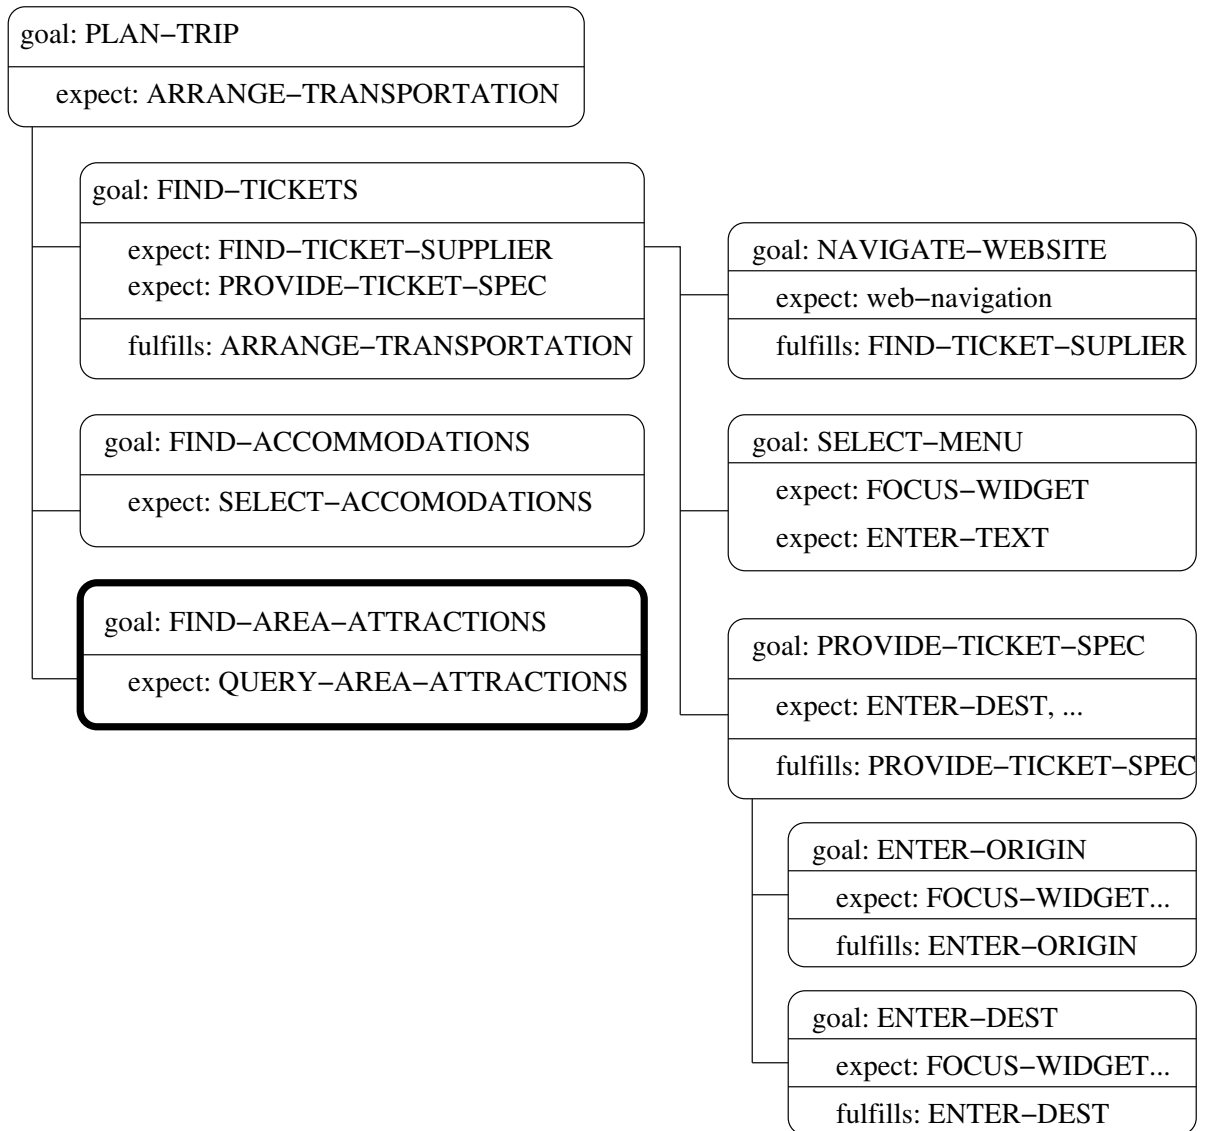 goal: PLAN−TRIP
expect: ARRANGE−TRANSPORTATION
goal: FIND−TICKETS
expect: FIND−TICKET−SUPPLIER
expect: PROVIDE−TICKET−SPEC
fulfills: ARRANGE−TRANSPORTATION
goal: FIND−ACCOMMODATIONS
expect: SELECT−ACCOMODATIONS
goal: FIND−AREA−ATTRACTIONS
expect: QUERY−AREA−ATTRACTIONS
goal: NAVIGATE−WEBSITE
expect: web−navigation
fulfills: FIND−TICKET−SUPLIER
goal: SELECT−MENU
expect: FOCUS−WIDGET
expect: ENTER−TEXT
goal: PROVIDE−TICKET−SPEC
expect: ENTER−DEST, ...
fulfills: PROVIDE−TICKET−SPEC
goal: ENTER−ORIGIN
expect: FOCUS−WIDGET...
fulfills: ENTER−ORIGIN
goal: ENTER−DEST
expect: FOCUS−WIDGET...
fulfills: ENTER−DEST